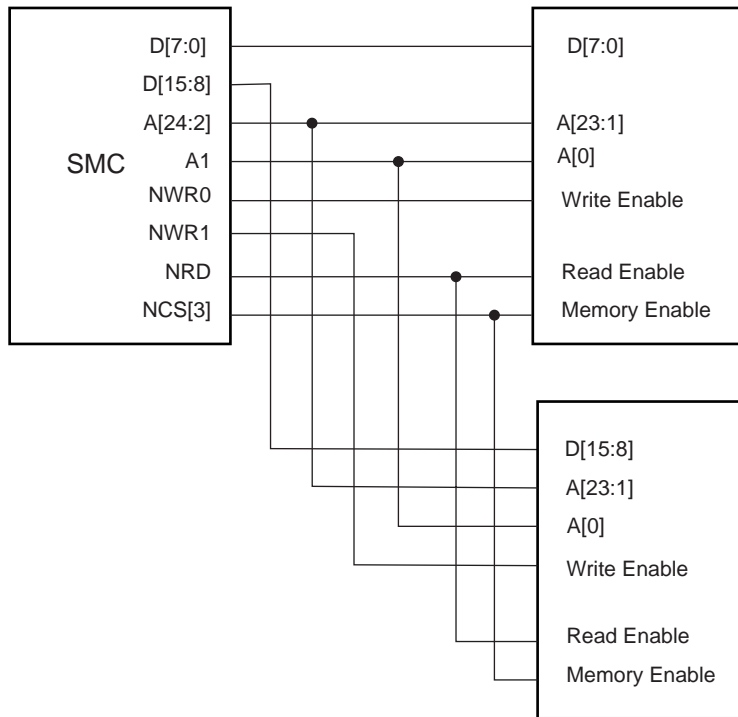 D[7:0]
D[15:8]
A[24:2]
SMC
A1
NWR0
NWR1
NRD
NCS[3]
D[7:0]
A[23:1]
A[0]
Write Enable
Read Enable
Memory Enable
D[15:8]
A[23:1]
A[0]
Write Enable
Read Enable
Memory Enable